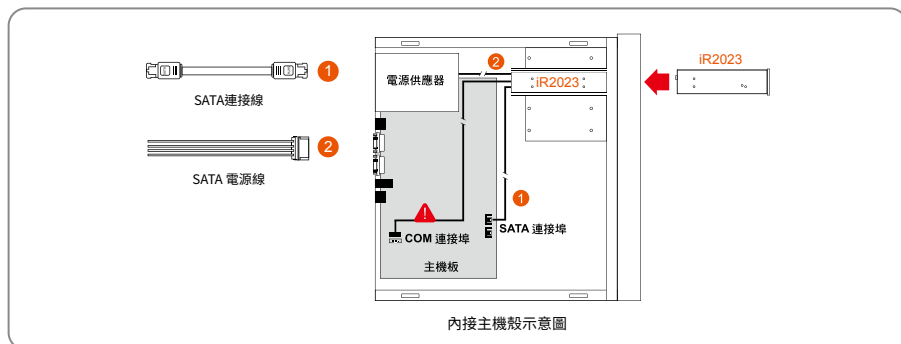 1
SATA連接線
2
SATA 電源線
電源供應器
2
iR2023
iR2023
!
1
COM 連接埠
SATA 連接埠
主機板
內接主機殼示意圖